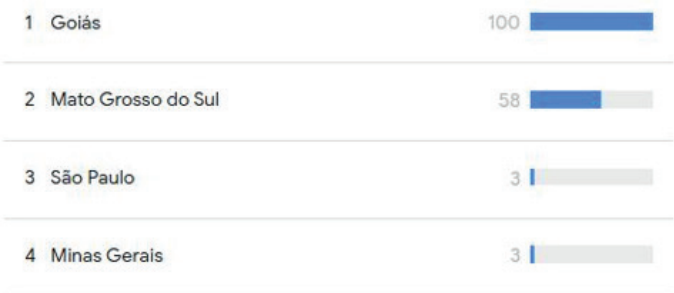 1 Goiás 100
2 Mato Grosso do Sul 58
3 São Paulo 3
4 Minas Gerais 3